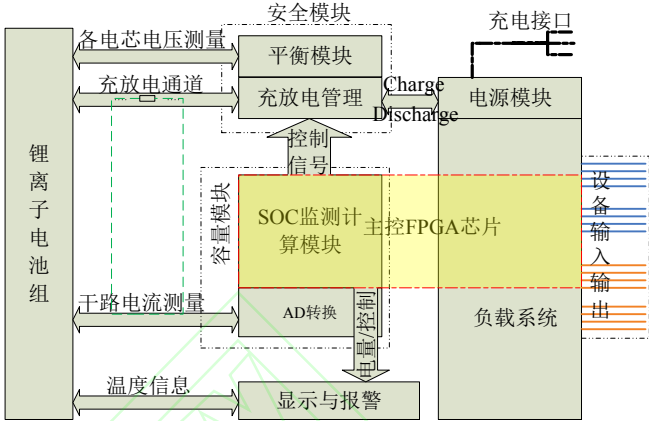 安全模块
充电接口
各电芯电压测量
平衡模块
充放电通道
充放电管理
Charge
Discharge
电源模块
控制
信号
锂离子电池组
容量模块
SOC监测计
算模块
主控FPGA芯片
设备输入输出
干路电流测量
AD转换
电量/控制
负载系统
温度信息
显示与报警